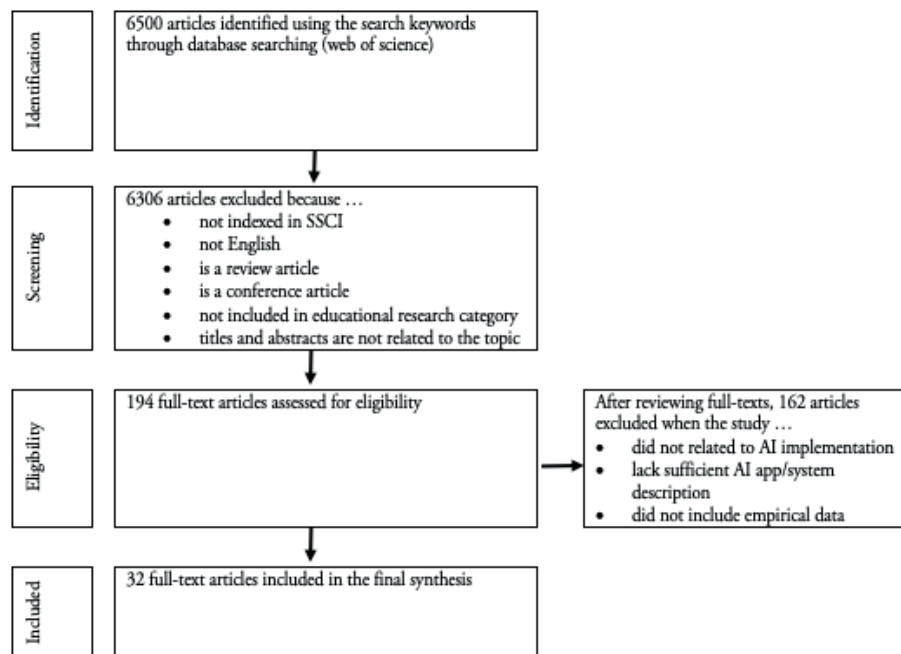 Identification
6500 articles identified using the search keywords
through database searching (web of science)
Screening
6306 articles excluded because …
• not indexed in SSCI
• not English
• is a review article
• is a conference article
• not included in educational research category
• titles and abstracts are not related to the topic
Eligibility
194 full-text articles assessed for eligibility
After reviewing full-texts, 162 articles
excluded when the study …
• did not related to AI implementation
• lack sufficient AI app/system
description
• did not include empirical data
Included
32 full-text articles included in the final synthesis